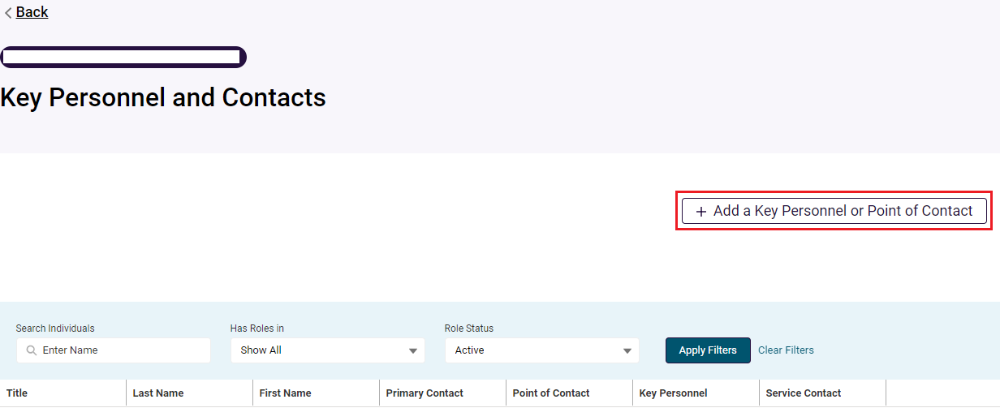 Back
Key Personnel and Contacts
+ Add a Key Personnel or Point of Contact
Search Individuals Has Roles in Role Status
Enter Name Show All Active Apply Filters Clear Filters
Title Last Name First Name Primary Contact Point of Contact Key Personnel Service Contact